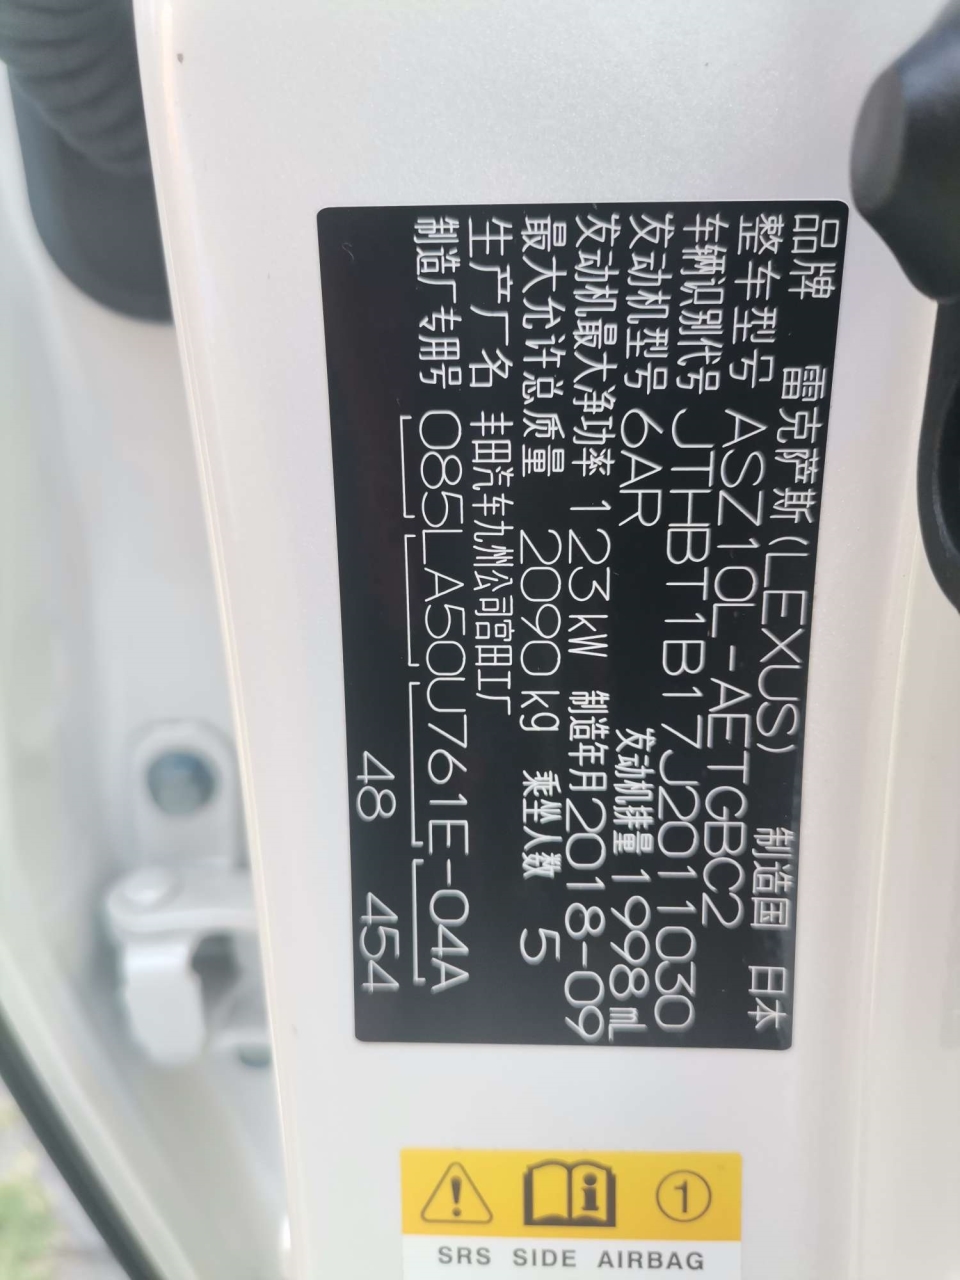 品牌 雷克萨斯(LEXUS) 制造国 日本
整车型号 ASZ10L-AETGBC2
车辆识别代号 JTHBT1B17J2011030
发动机型号 6AR 发动机排量 1998mL
发动机最大净功率 123kW 制造年月 2018-09
最大允许总质量 2090kg 乘坐人数 5
生产厂名 丰田汽车九州公司宫田工厂
制造厂专用号 085LA50U761E-04A
48 454
1
SRS SIDE AIRBAG